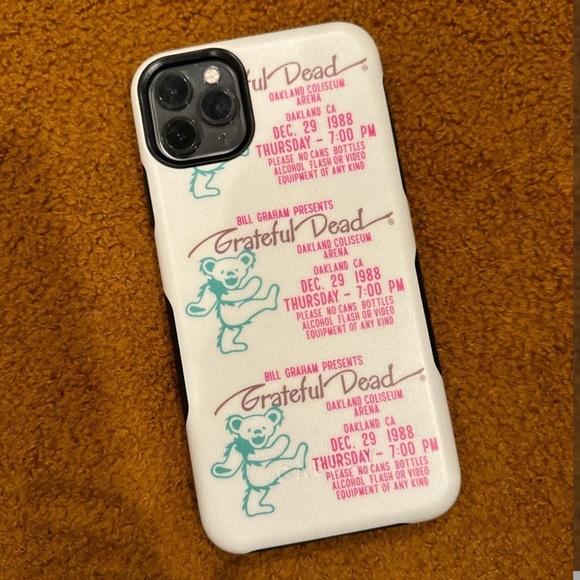 ful Dead ®
OAKLAND COLISEUM
ARENA
OAKLAND CA
DEC. 29 1988
THURSDAY - 7:00 PM
PLEASE NO CANS BOTTLES
ALCOHOL FLASH OR VIDEO
EQUIPMENT OF ANY KIND
BILL GRAHAM PRESENTS
Grateful Dead ®
OAKLAND COLISEUM
ARENA
OAKLAND CA
DEC. 29 1988
THURSDAY - 7:00 PM
PLEASE NO CANS BOTTLES
ALCOHOL FLASH OR VIDEO
EQUIPMENT OF ANY KIND
BILL GRAHAM PRESENTS
Grateful Dead ®
OAKLAND COLISEUM
ARENA
OAKLAND CA
DEC. 29 1988
THURSDAY - 7:00 PM
PLEASE NO CANS BOTTLES
ALCOHOL FLASH OR VIDEO
EQUIPMENT OF ANY KIND